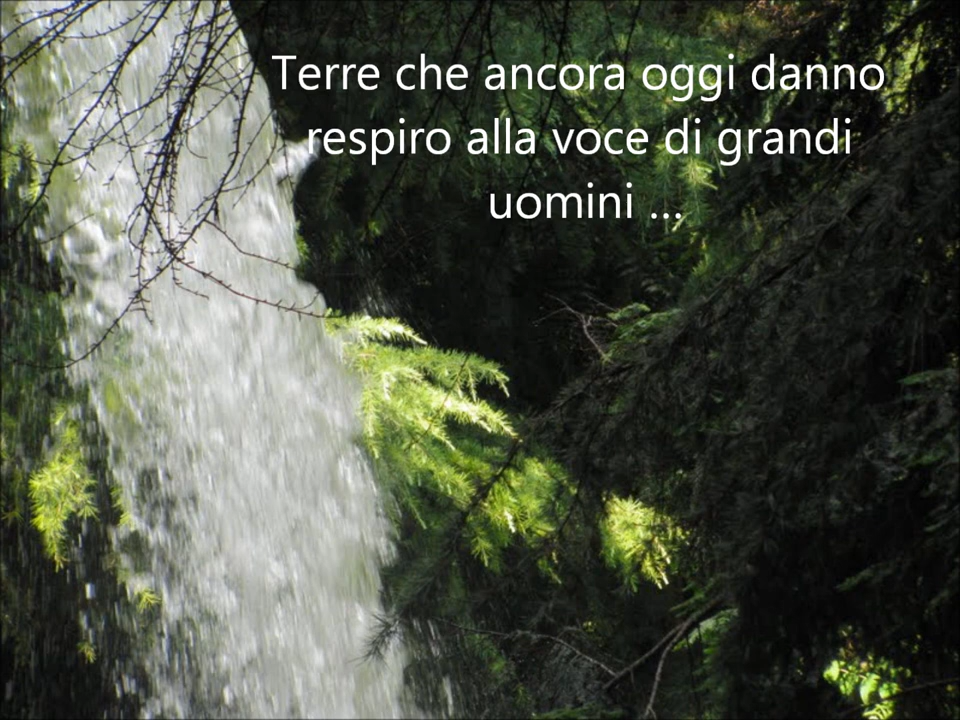 Terre che ancora oggi danno
respiro alla voce di grandi
uomini ...